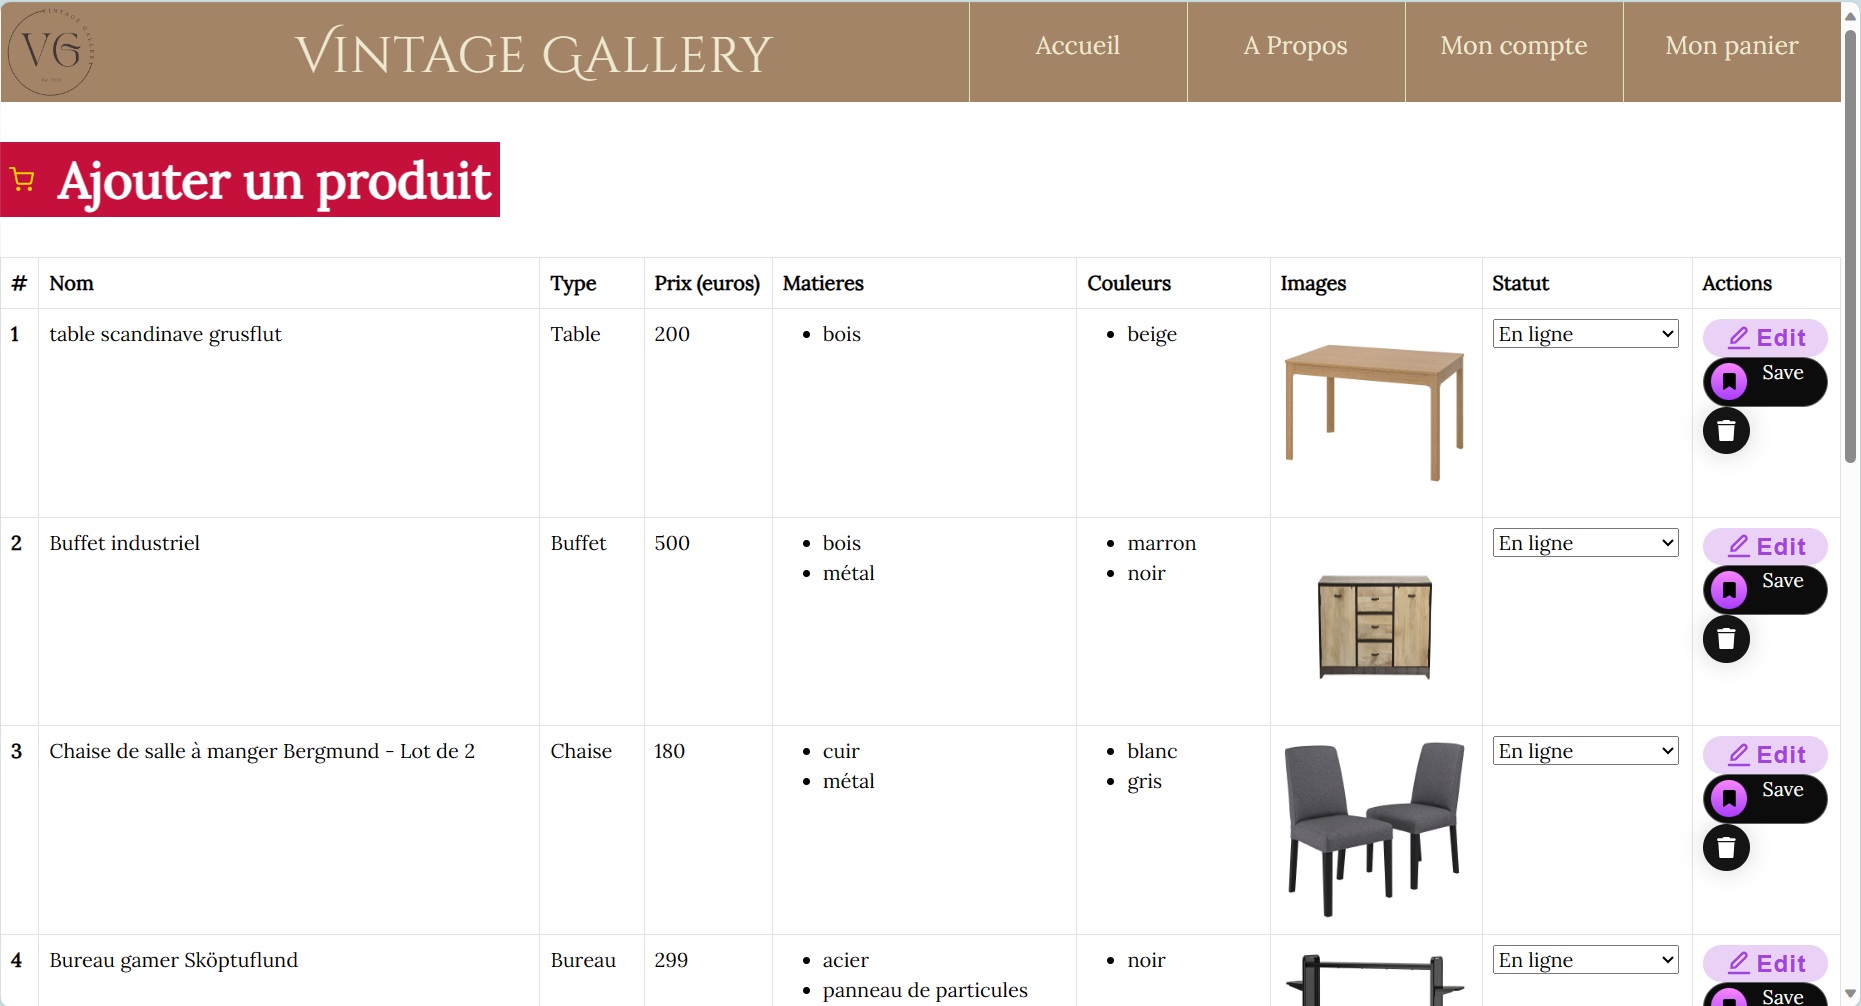 VINTAGE GALLERY
VG
VINTAGE GALLERY Accueil A Propos Mon compte Mon panier
Ajouter un produit
# Nom Type Prix (euros) Matieres Couleurs Images Statut Actions
1 table scandinave grusflut Table 200 bois beige En ligne Edit
Save
2 Buffet industriel Buffet 500 bois marron En ligne Edit
métal noir Save
3 Chaise de salle à manger Bergmund - Lot de 2 Chaise 180 cuir blanc En ligne Edit
métal gris Save
4 Bureau gamer Sköptuflund Bureau 299 acier noir En ligne Edit
panneau de particules Save